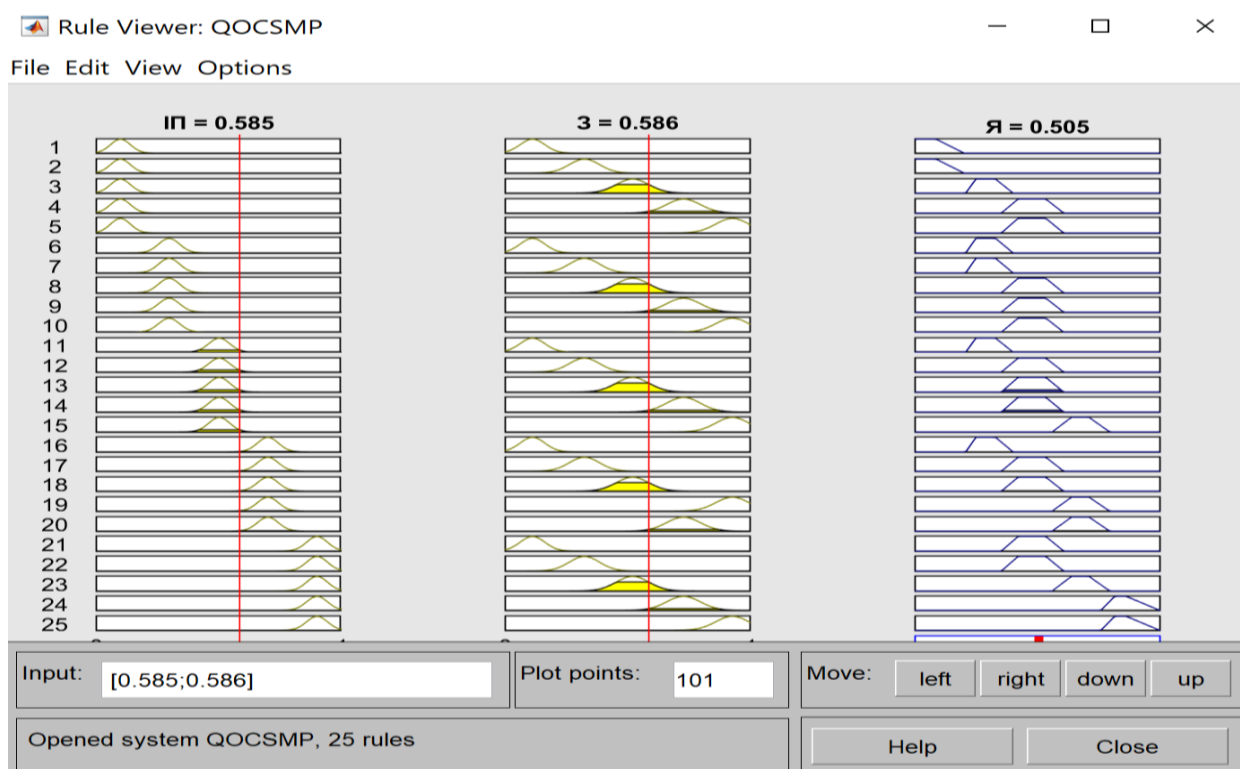 Rule Viewer: QOCSMP
File Edit View Options
ІП = 0.585
З = 0.586
Я = 0.505
1
2
3
4
5
6
7
8
9
10
11
12
13
14
15
16
17
18
19
20
21
22
23
24
25
Input:
[0.585;0.586]
Plot points:
101
Move:
left
right
down
up
Opened system QOCSMP, 25 rules
Help
Close